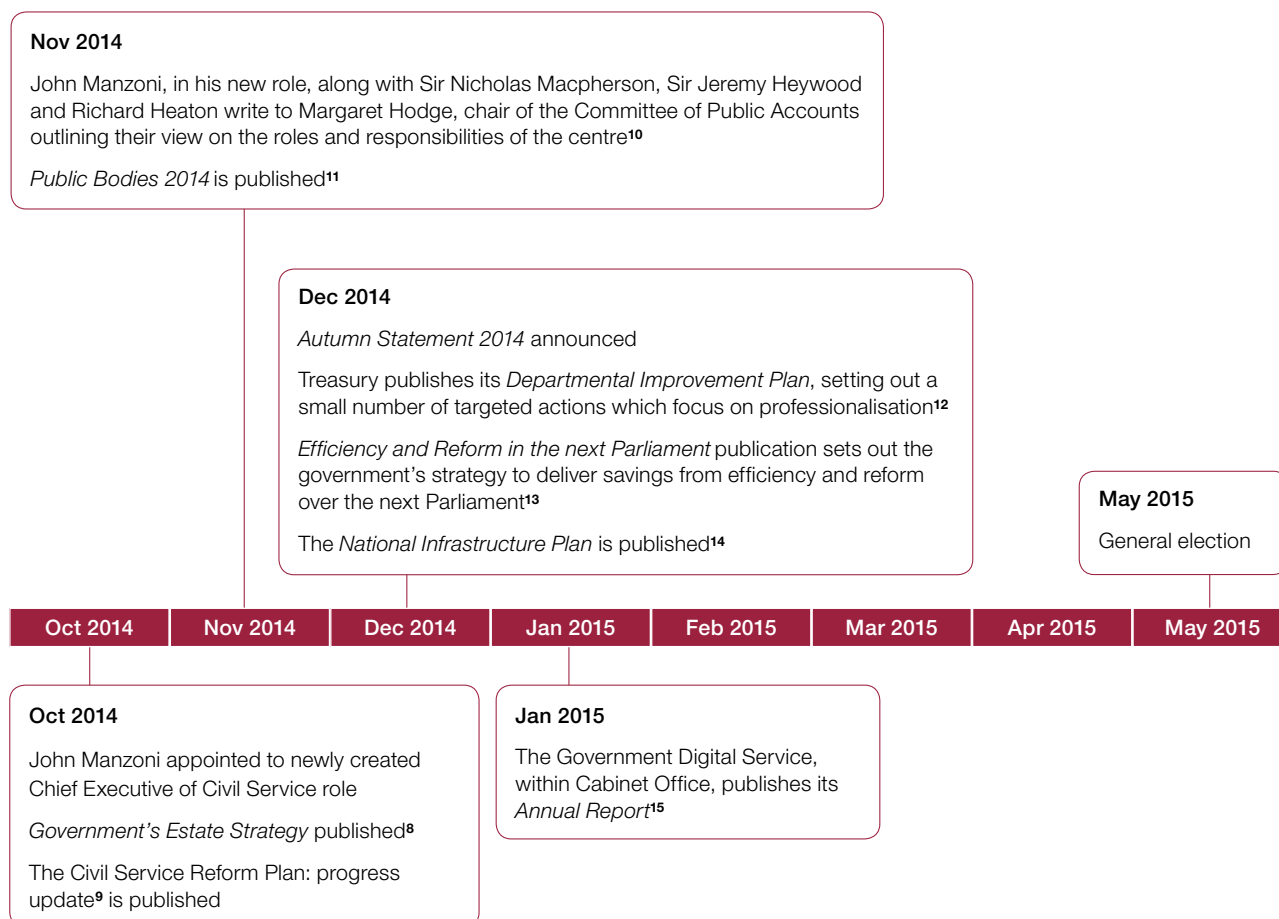 Nov 2014
John Manzoni, in his new role, along with Sir Nicholas Macpherson, Sir Jeremy Heywood
and Richard Heaton write to Margaret Hodge, chair of the Committee of Public Accounts
outlining their view on the roles and responsibilities of the centre10
Public Bodies 2014 is published11
Dec 2014
Autumn Statement 2014 announced
Treasury publishes its Departmental Improvement Plan, setting out a
small number of targeted actions which focus on professionalisation12
Efficiency and Reform in the next Parliament publication sets out the
government's strategy to deliver savings from efficiency and reform
over the next Parliament13
The National Infrastructure Plan is published14
May 2015
General election
Oct 2014 Nov 2014 Dec 2014 Jan 2015 Feb 2015 Mar 2015 Apr 2015 May 2015
Oct 2014
John Manzoni appointed to newly created
Chief Executive of Civil Service role
Government's Estate Strategy published8
The Civil Service Reform Plan: progress
update9 is published
Jan 2015
The Government Digital Service,
within Cabinet Office, publishes its
Annual Report15